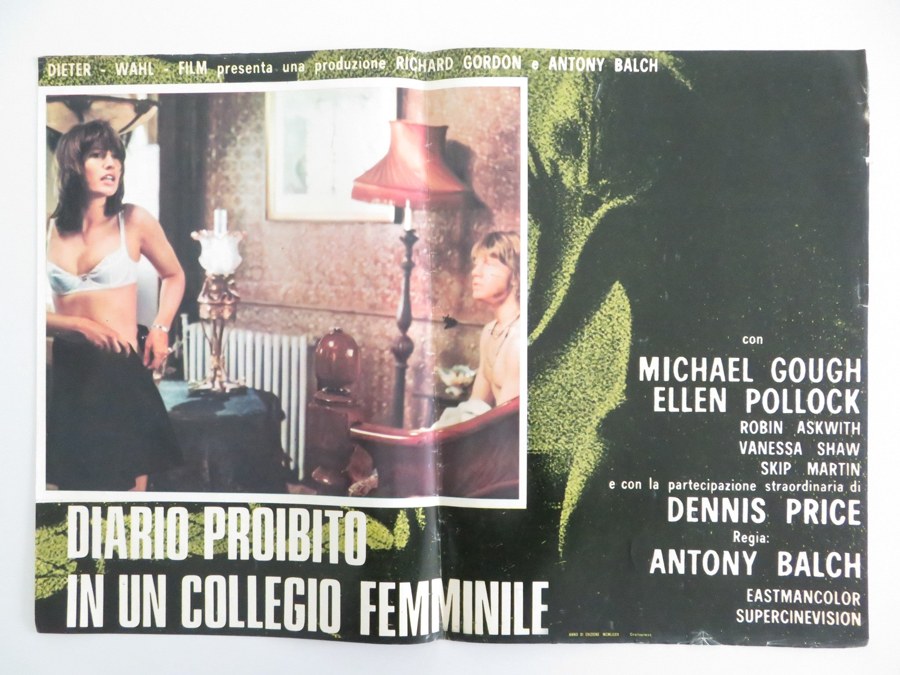 DIETER - WAHL - FILM presenta una produzione RICHARD GORDON e ANTONY BALCH
con
MICHAEL GOUGH
ELLEN POLLOCK
ROBIN ASKWITH
VANESSA SHAW
SKIP MARTIN
e con la partecipazione straordinaria di
DENNIS PRICE
Regia:
ANTONY BALCH
EASTMANCOLOR
SUPERCINEVISION
DIARIO PROIBITO
IN UN COLLEGIO FEMMINILE